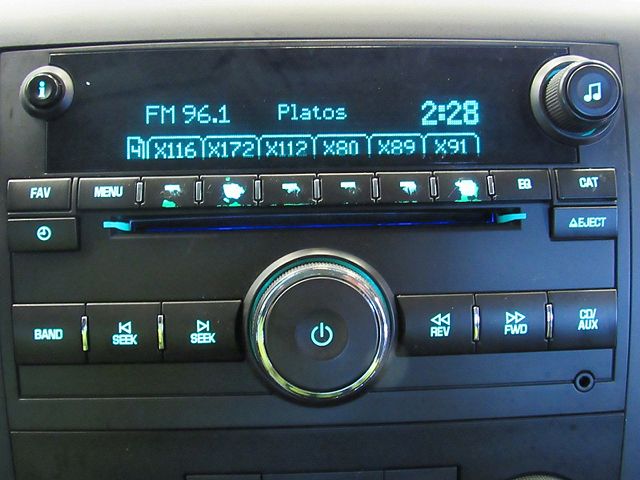 FM 96.1 Platos 2:28
4 X116 X172 X112 X80 X89 X91
FAV MENU EQ CAT
EJECT
BAND SEEK SEEK REV FWD CD/
AUX